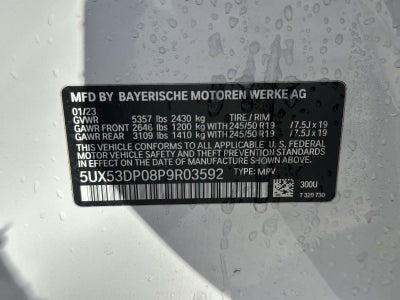 MFD BY BAYERISCHE MOTOREN WERKE AG
01/23
GVWR 5357 lbs 2430 kg TIRE / RIM
GAWR FRONT 2646 lbs 1200 kg WITH 245/50 R19 /7.5J x 19
GAWR REAR 3109 lbs 1410 kg WITH 245/50 R19 /7.5J x 19
THIS VEHICLE CONFORMS TO ALL APPLICABLE U. S. FEDERAL
MOTOR VEHICLE SAFETY AND THEFT PREVENTION STANDARDS
IN EFFECT ON THE DATE OF MANUFACTURE SHOWN ABOVE.
5UX53DP08P9R03592 TYPE: MPV
300U
7 329 730